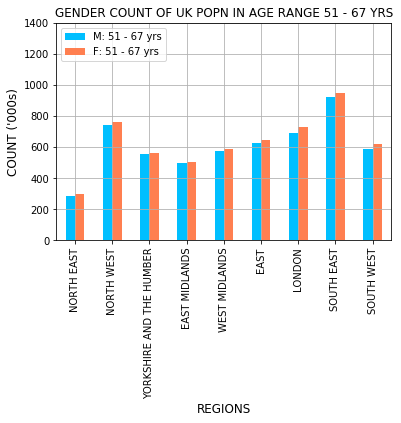 GENDER COUNT OF UK POPN IN AGE RANGE 51 - 67 YRS
M: 51 - 67 yrs
F: 51 - 67 yrs
COUNT ('000s)
1400
1200
1000
800
600
400
200
0
NORTH EAST
NORTH WEST
YORKSHIRE AND THE HUMBER
EAST MIDLANDS
WEST MIDLANDS
EAST
LONDON
SOUTH EAST
SOUTH WEST
REGIONS